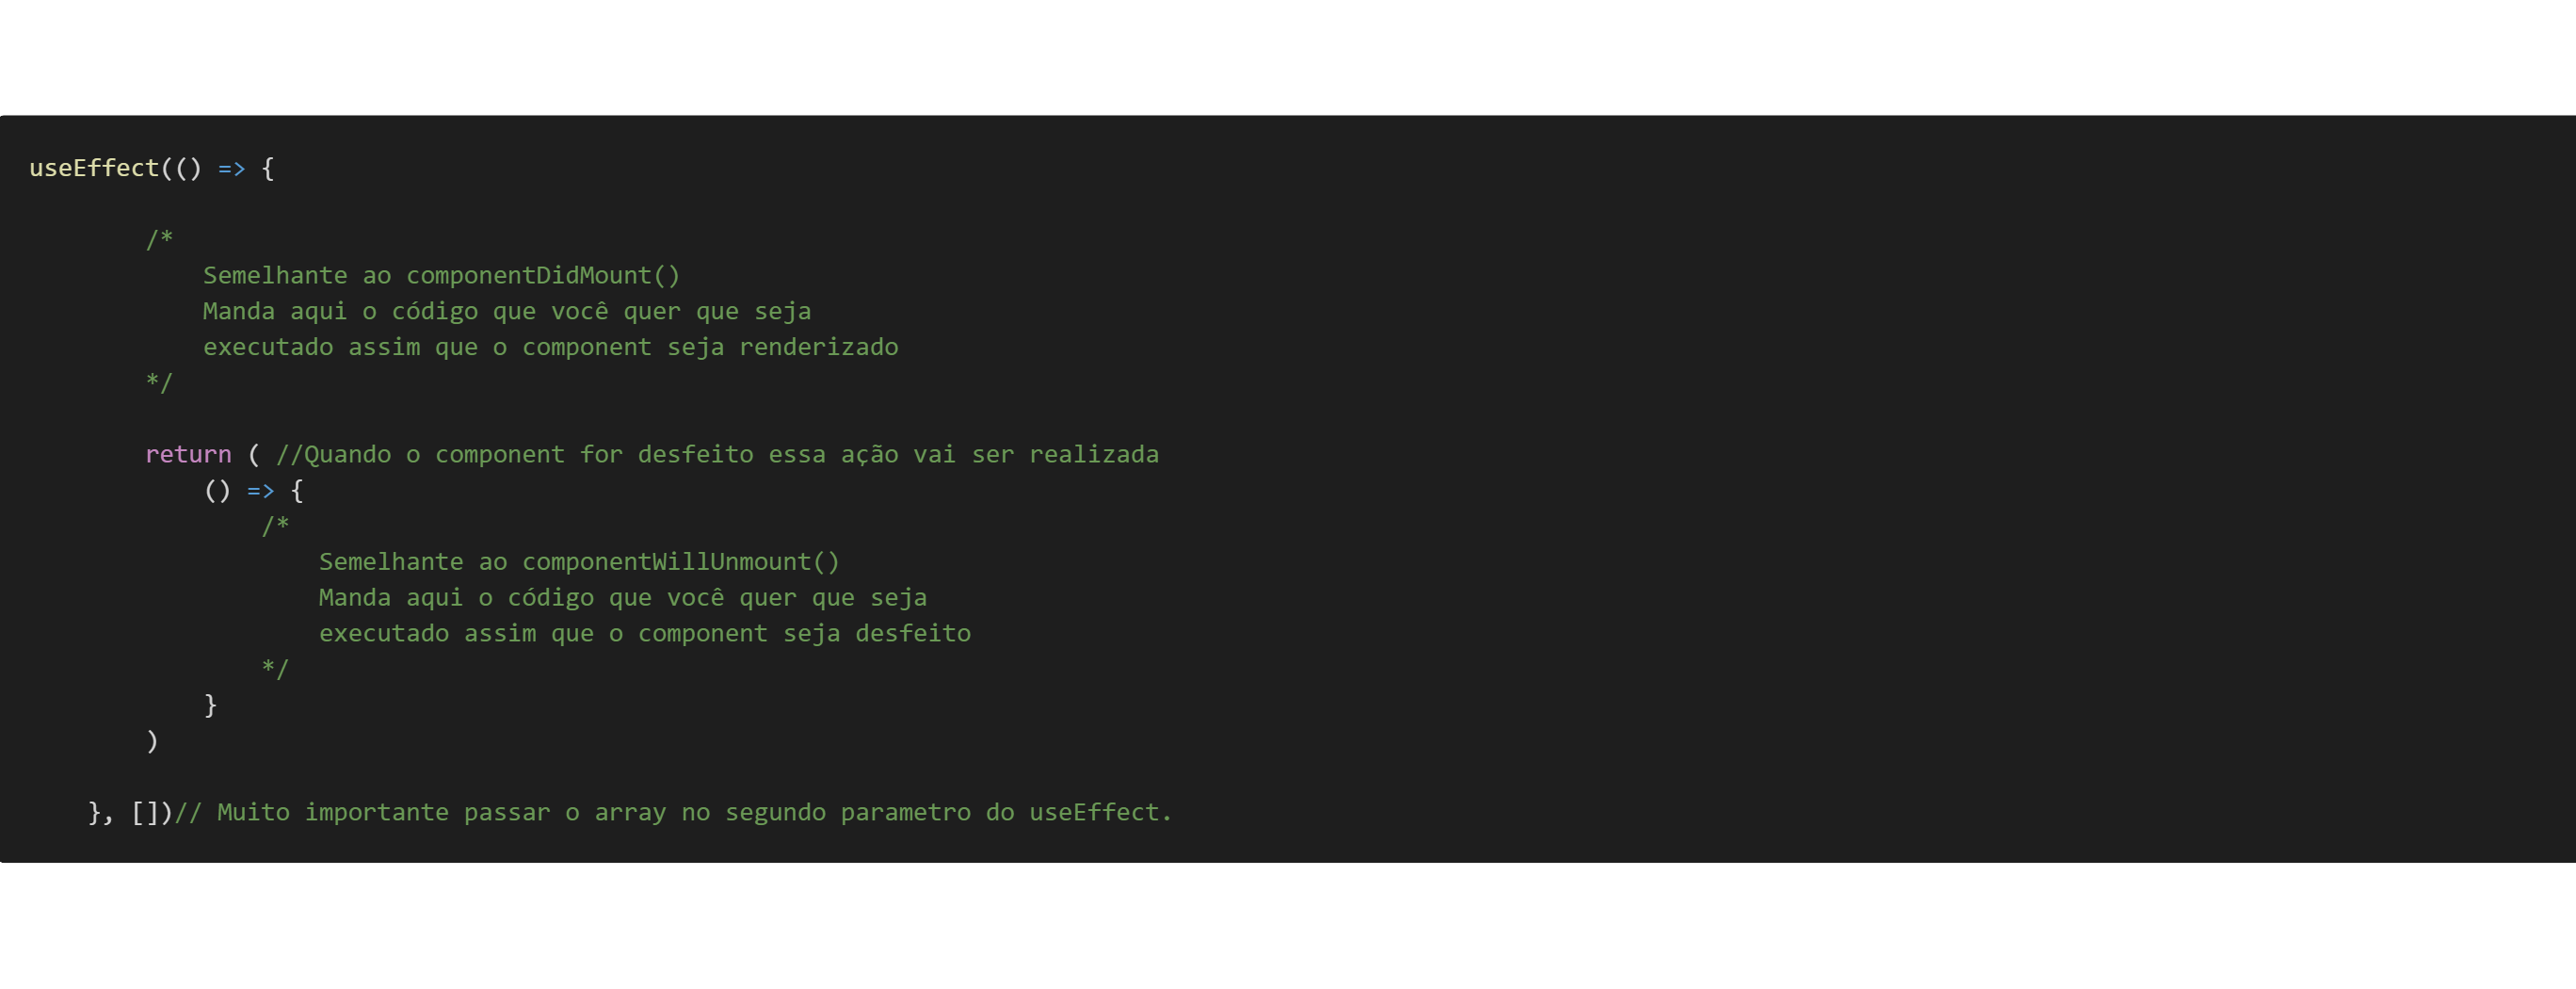 useEffect(() => {
/*
Semelhante ao componentDidMount()
Manda aqui o código que você quer que seja
executado assim que o component seja renderizado
*/
return ( //Quando o component for desfeito essa ação vai ser realizada
() => {
/*
Semelhante ao componentWillUnmount()
Manda aqui o código que você quer que seja
executado assim que o component seja desfeito
*/
}
)
}, [])// Muito importante passar o array no segundo parametro do useEffect.